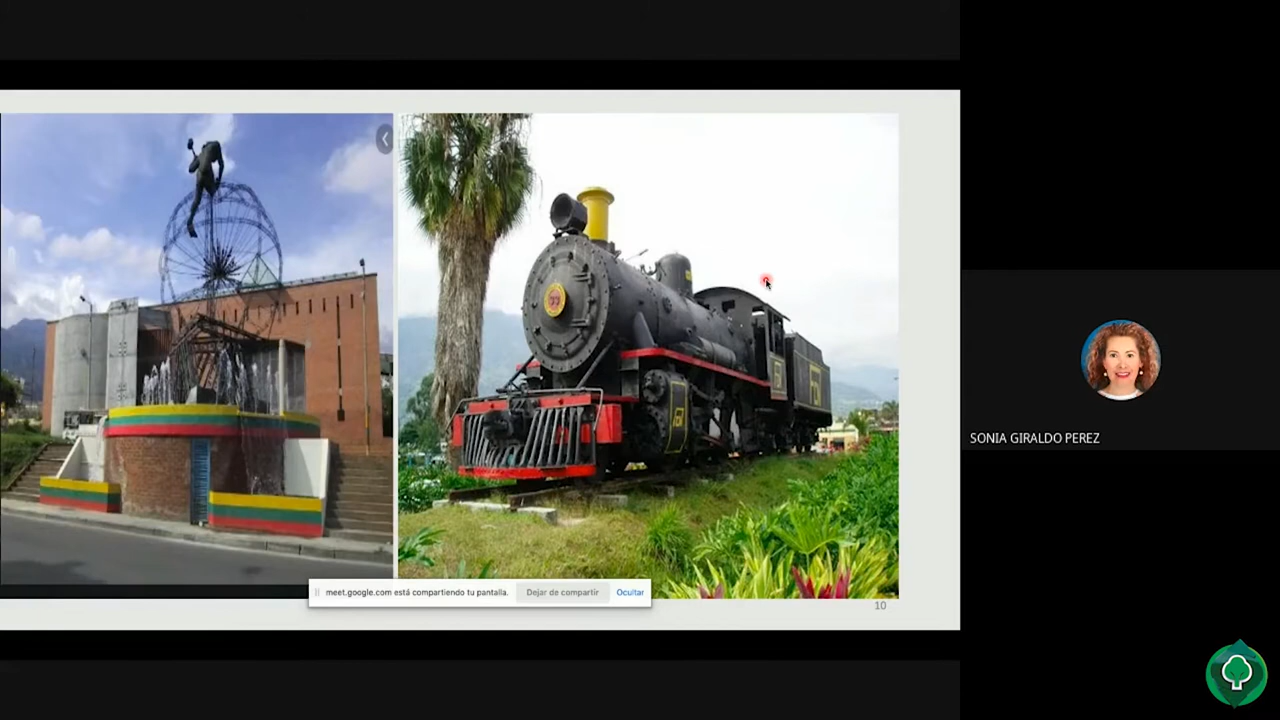 meet.google.com está compartiendo tu pantalla.
Dejar de compartir
Ocultar
10
SONIA GIRALDO PEREZ